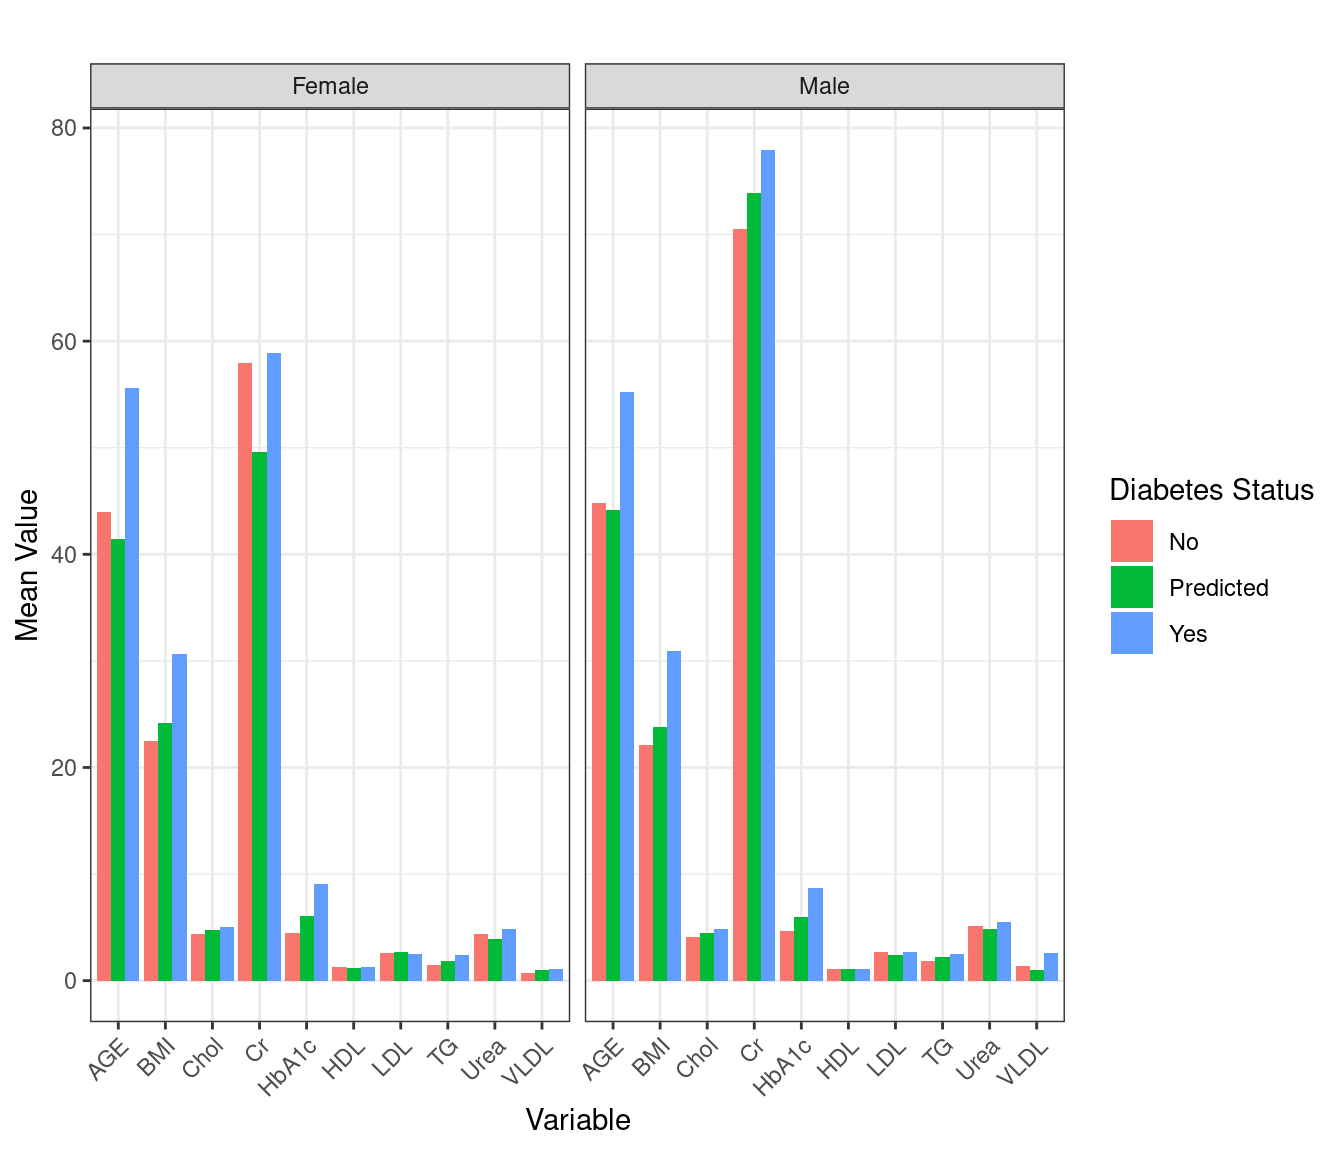 Female
Male
80
60
40
20
0
Mean Value
AGE
BMI
Chol
Cr
HbA1c
HDL
LDL
TG
Urea
VLDL
AGE
BMI
Chol
Cr
HbA1c
HDL
LDL
TG
Urea
VLDL
Variable
Diabetes Status
No
Predicted
Yes